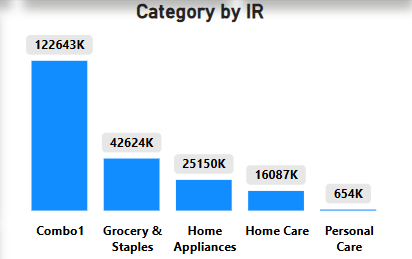 Category by IR
122643K
42624K
25150K
16087K
654K
Combo1
Grocery &
Staples
Home
Appliances
Home Care
Personal
Care